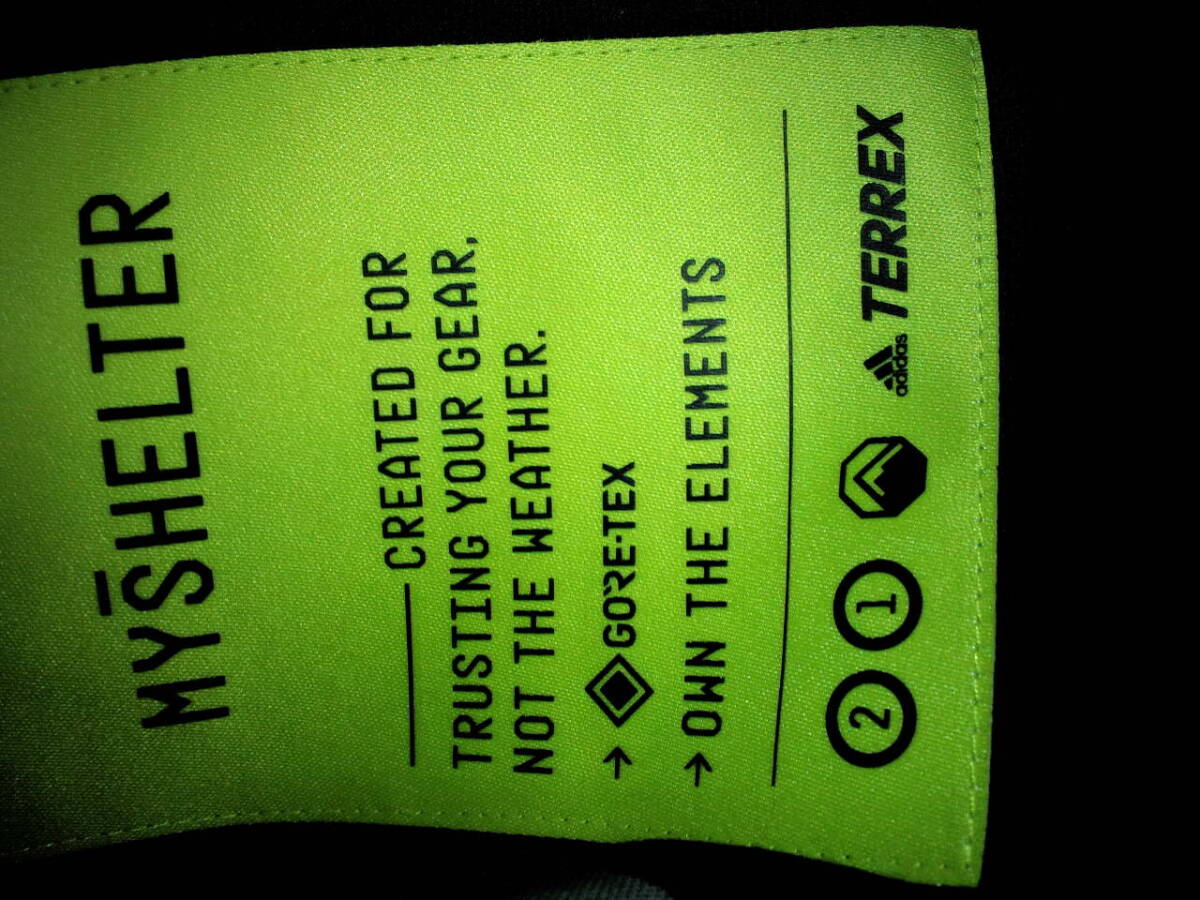 MYSHELTER
CREATED FOR
TRUSTING YOUR GEAR,
NOT THE WEATHER.
→ GORE-TEX
→ OWN THE ELEMENTS
2 1 adidas TERREX